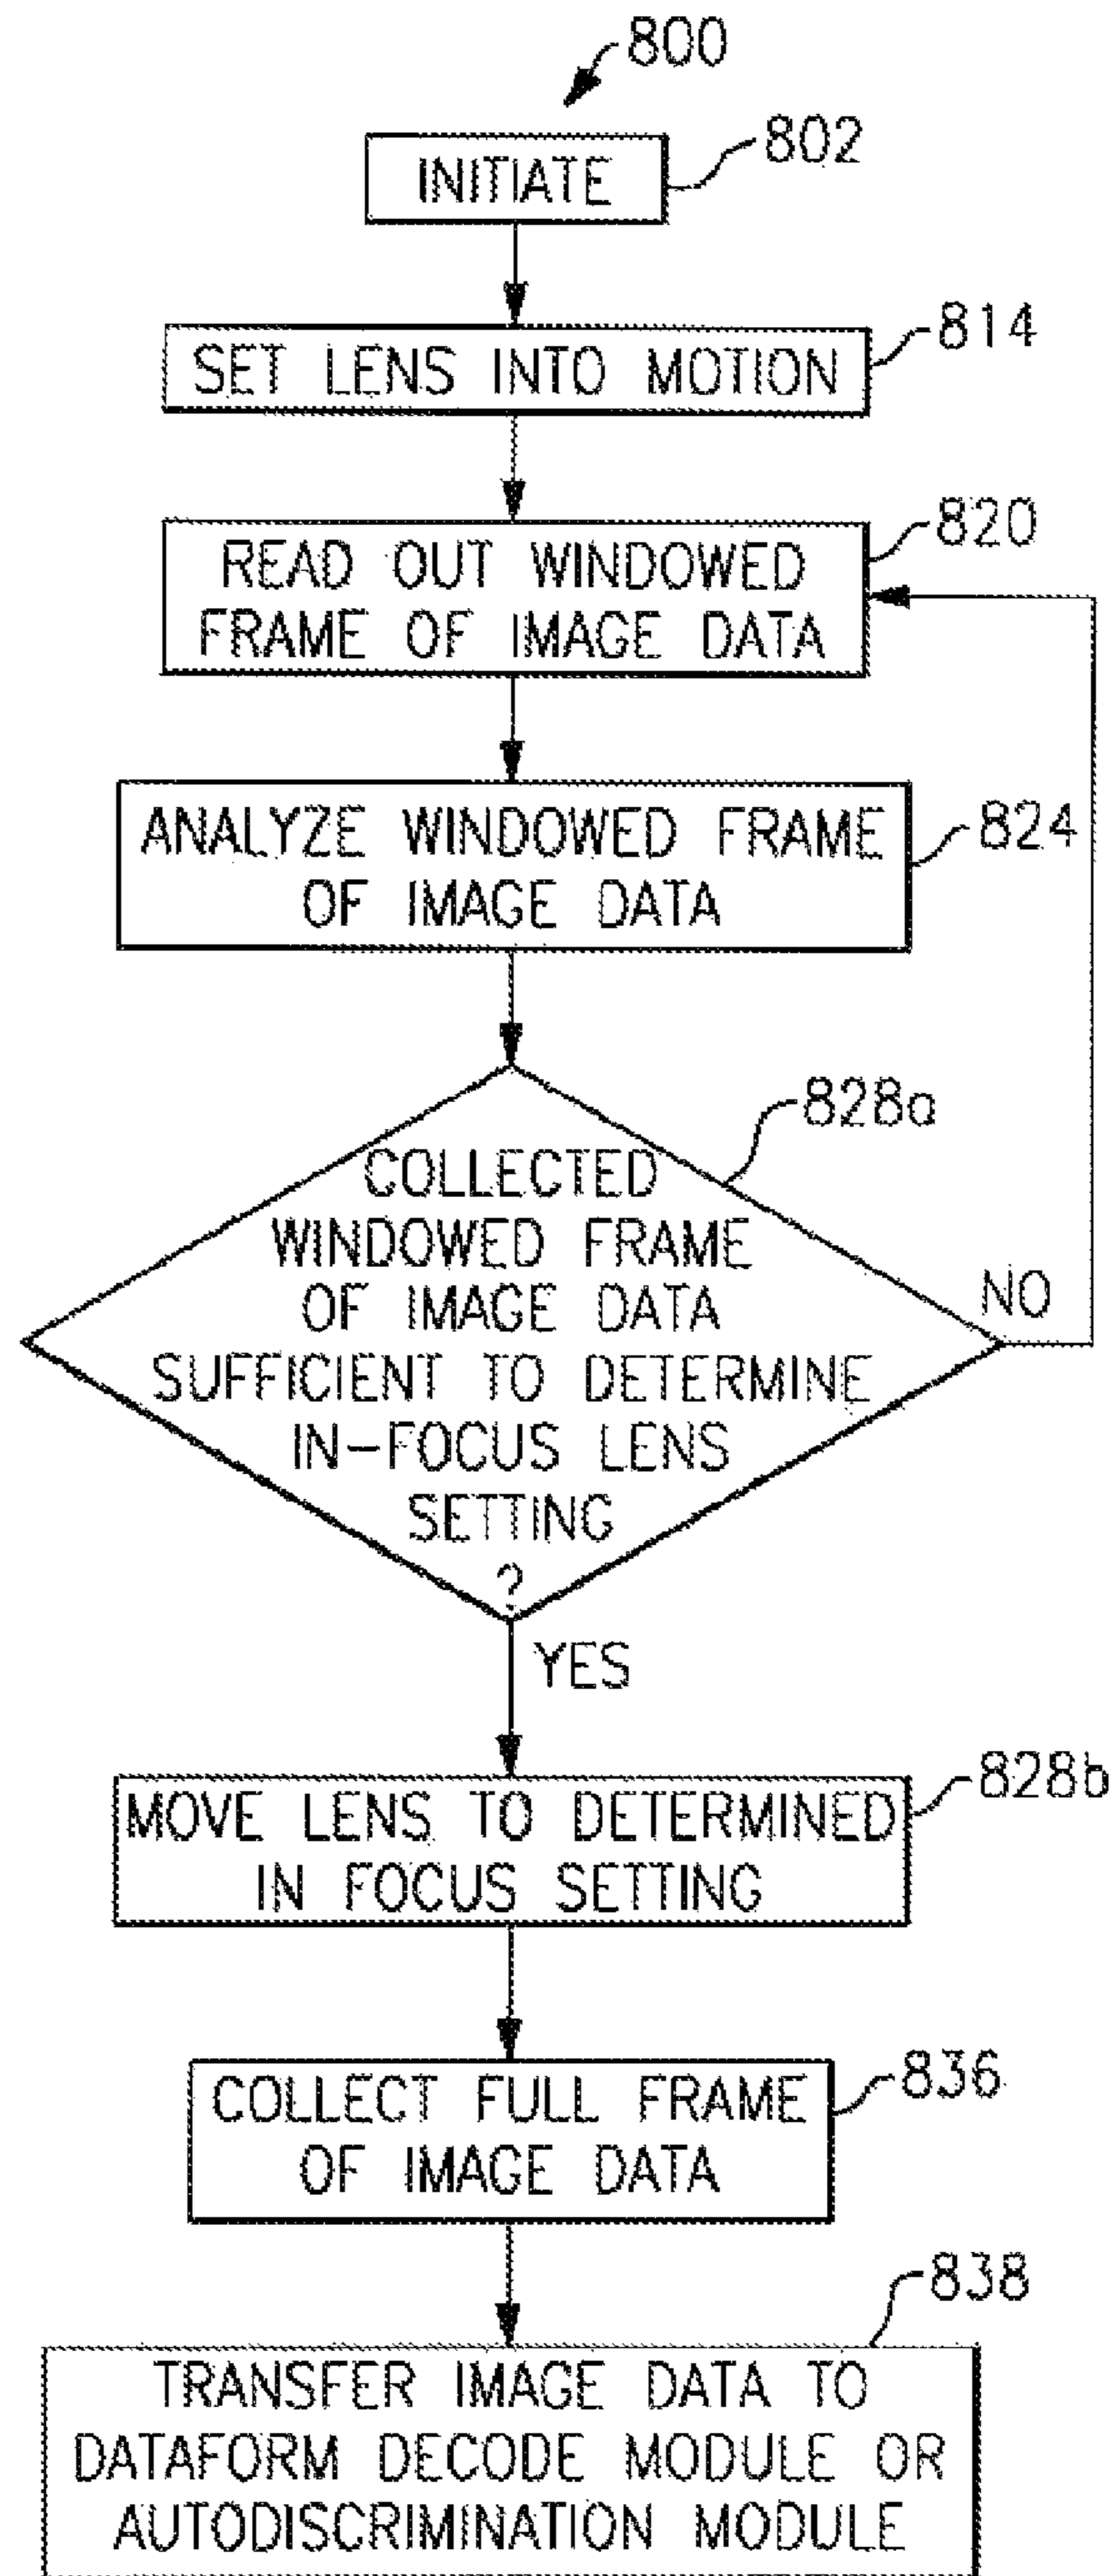 800
INITIATE
802
SET LENS INTO MOTION
814
READ OUT WINDOWED
FRAME OF IMAGE DATA
820
ANALYZE WINDOWED FRAME
OF IMAGE DATA
824
COLLECTED
WINDOWED FRAME
OF IMAGE DATA
SUFFICIENT TO DETERMINE
IN-FOCUS LENS
SETTING
?
828a
NO
YES
MOVE LENS TO DETERMINED
IN FOCUS SETTING
828b
COLLECT FULL FRAME
OF IMAGE DATA
836
838
TRANSFER IMAGE DATA TO
DATAFORM DECODE MODULE OR
AUTODISCRIMINATION MODULE